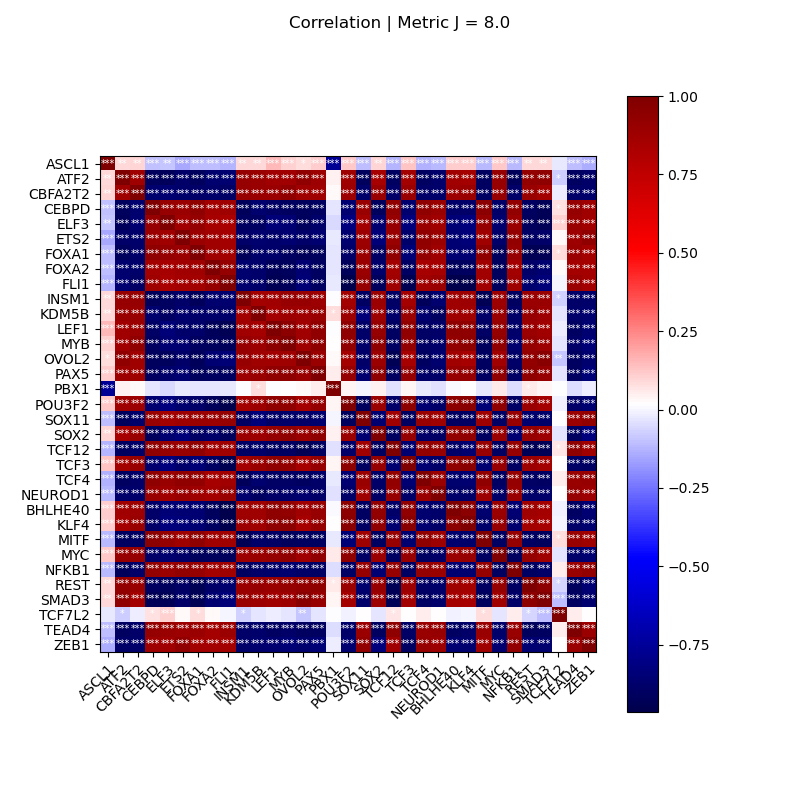 Correlation | Metric J = 8.0
ASCL1
ATF2
CBFA2T2
CEBPD
ELF3
ETS2
FOXA1
FOXA2
FLI1
INSM1
KDM5B
LEF1
MYB
OVOL2
PAX5
PBX1
POU3F2
SOX11
SOX2
TCF12
TCF3
TCF4
NEUROD1
BHLHE40
KLF4
MITF
MYC
NFKB1
REST
SMAD3
TCF7L2
TEAD4
ZEB1
ASCL1
ATF2
CBFA2T2
CEBPD
ELF3
ETS2
FOXA1
FOXA2
FLI1
INSM1
KDM5B
LEF1
MYB
OVOL2
PAX5
PBX1
POU3F2
SOX11
SOX2
TCF12
TCF3
TCF4
NEUROD1
BHLHE40
KLF4
MITF
MYC
NFKB1
REST
SMAD3
TCF7L2
TEAD4
ZEB1
1.00
0.75
0.50
0.25
0.00
−0.25
−0.50
−0.75